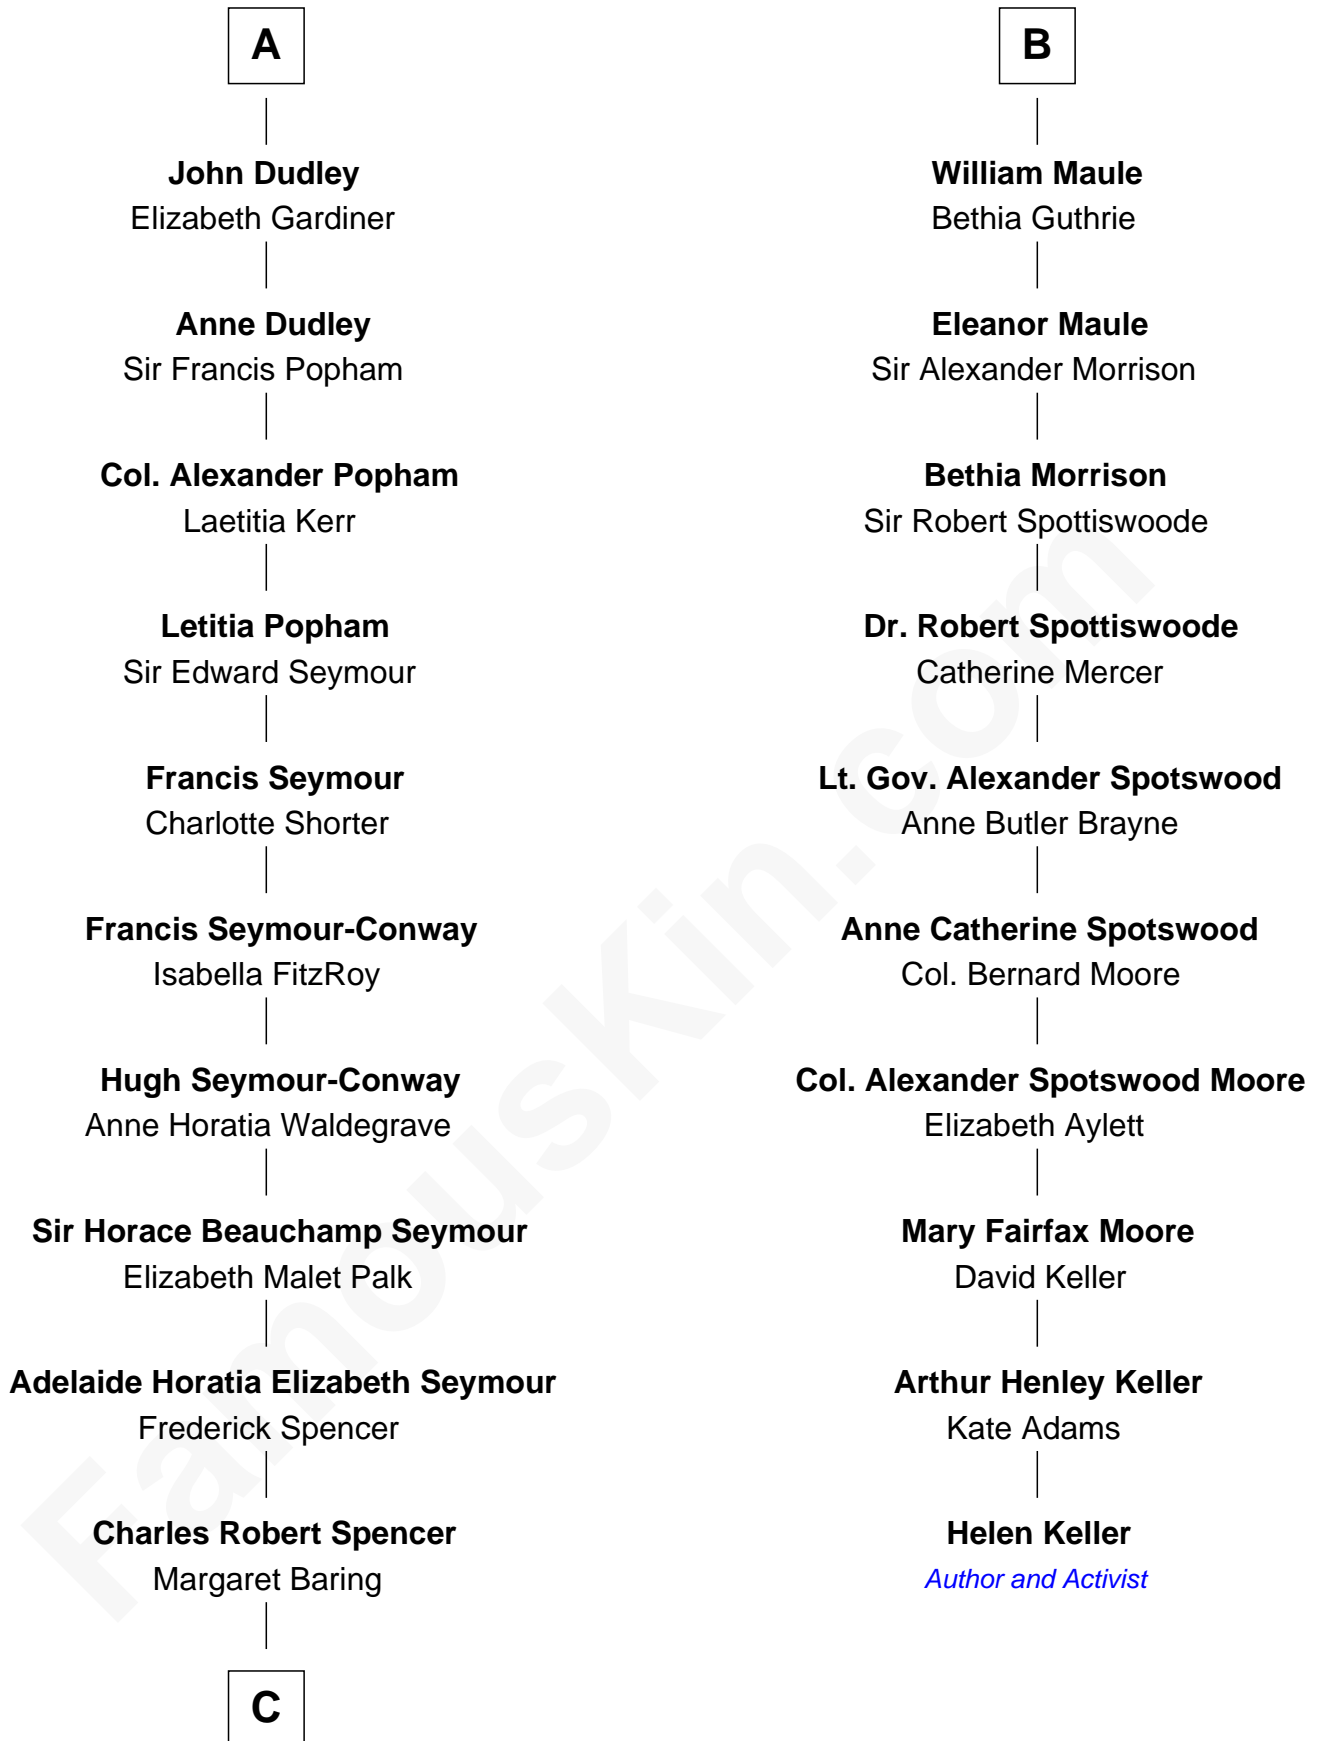 A
John Dudley
Elizabeth Gardiner
Anne Dudley
Sir Francis Popham
Col. Alexander Popham
Laetitia Kerr
Letitia Popham
Sir Edward Seymour
Francis Seymour
Charlotte Shorter
Francis Seymour-Conway
Isabella FitzRoy
Hugh Seymour-Conway
Anne Horatia Waldegrave
Sir Horace Beauchamp Seymour
Elizabeth Malet Palk
Adelaide Horatia Elizabeth Seymour
Frederick Spencer
Charles Robert Spencer
Margaret Baring
C
B
William Maule
Bethia Guthrie
Eleanor Maule
Sir Alexander Morrison
Bethia Morrison
Sir Robert Spottiswoode
Dr. Robert Spottiswoode
Catherine Mercer
Lt. Gov. Alexander Spotswood
Anne Butler Brayne
Anne Catherine Spotswood
Col. Bernard Moore
Col. Alexander Spotswood Moore
Elizabeth Aylett
Mary Fairfax Moore
David Keller
Arthur Henley Keller
Kate Adams
Helen Keller
Author and Activist
FamousKin.com